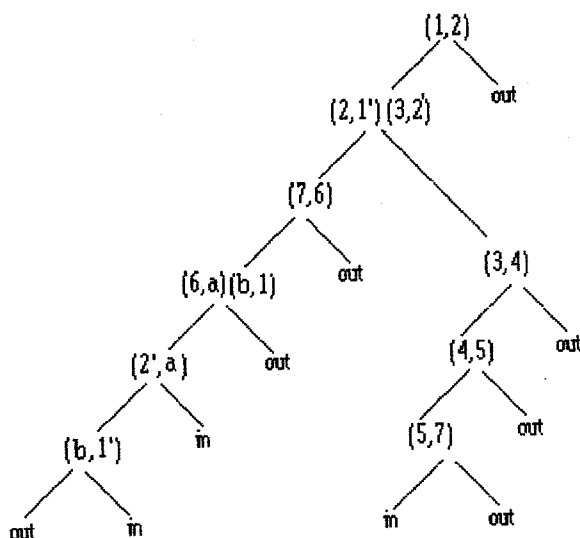 (1,2)
out
(2,1')(3,2')
(7,6)
out
(3,4)
(6,a)(b,1)
out
out
(4,5)
(2',a)
in
out
(b,1')
(5,7)
out
in
in
out